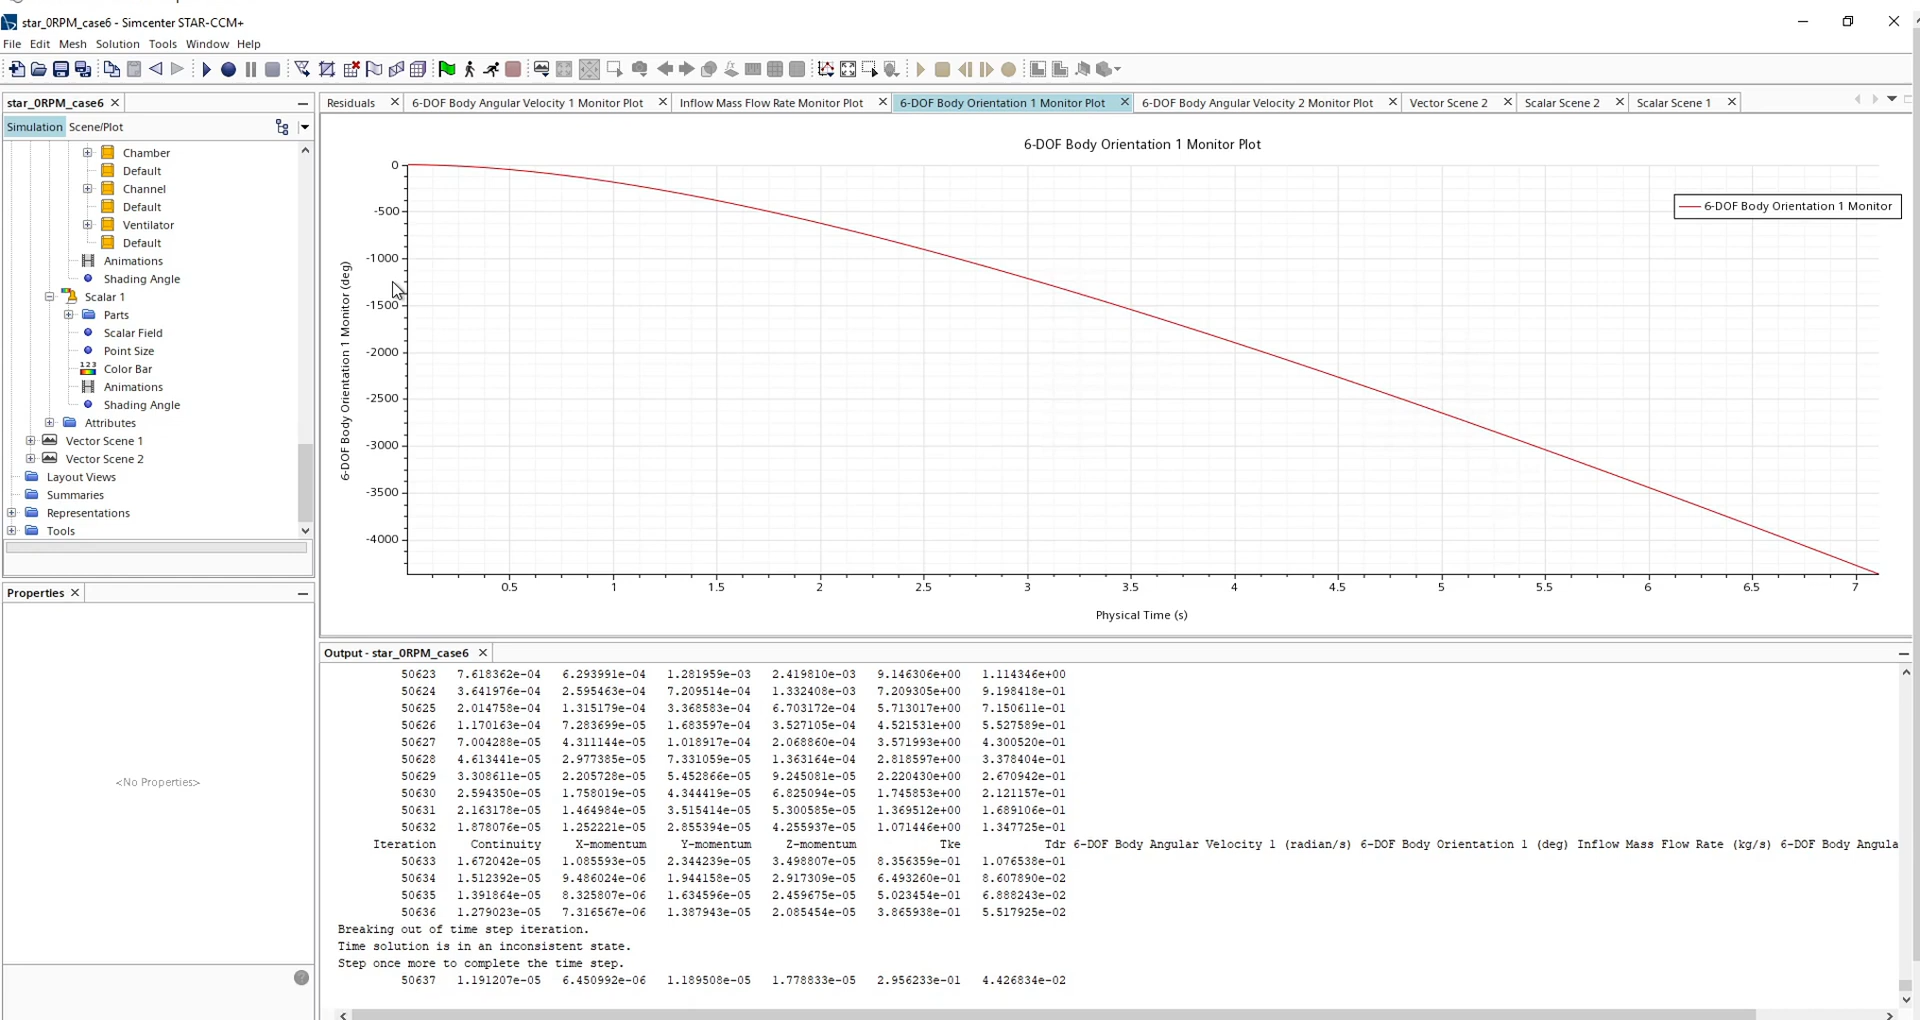 star_0RPM_case6 - Simcenter STAR-CCM+
File Edit Mesh Solution Tools Window Help
star_0RPM_case6
Simulation Scene/Plot
Chamber
Default
Channel
Default
Ventilator
Default
Animations
Shading Angle
Scalar 1
Parts
Scalar Field
Point Size
123
Color Bar
Animations
Shading Angle
Attributes
Vector Scene 1
Vector Scene 2
Layout Views
Summaries
Representations
Tools
Properties
<No Properties>
Residuals 6-DOF Body Angular Velocity 1 Monitor Plot Inflow Mass Flow Rate Monitor Plot 6-DOF Body Orientation 1 Monitor Plot 6-DOF Body Angular Velocity 2 Monitor Plot Vector Scene 2 Scalar Scene 2 Scalar Scene 1
6-DOF Body Orientation 1 Monitor Plot
6-DOF Body Orientation 1 Monitor
6-DOF Body Orientation 1 Monitor (deg)
0
-500
-1000
-1500
-2000
-2500
-3000
-3500
-4000
0.5 1 1.5 2 2.5 3 3.5 4 4.5 5 5.5 6 6.5 7
Physical Time (s)
Output - star_0RPM_case6
50623 7.618362e-04 6.293991e-04 1.281959e-03 2.419810e-03 9.146306e+00 1.114346e+00
50624 3.641976e-04 2.595463e-04 7.209514e-04 1.332408e-03 7.209305e+00 9.198418e-01
50625 2.014758e-04 1.315179e-04 3.368583e-04 6.703172e-04 5.713017e+00 7.150611e-01
50626 1.170163e-04 7.283699e-05 1.683597e-04 3.527105e-04 4.521531e+00 5.527589e-01
50627 7.004288e-05 4.311144e-05 1.018917e-04 2.068860e-04 3.571993e+00 4.300520e-01
50628 4.613441e-05 2.977385e-05 7.331059e-05 1.363164e-04 2.818597e+00 3.378404e-01
50629 3.308611e-05 2.205728e-05 5.452866e-05 9.245081e-05 2.220430e+00 2.670942e-01
50630 2.594350e-05 1.758019e-05 4.344419e-05 6.825094e-05 1.745853e+00 2.121157e-01
50631 2.163178e-05 1.464984e-05 3.515414e-05 5.300585e-05 1.369512e+00 1.689106e-01
50632 1.878076e-05 1.252221e-05 2.855394e-05 4.255937e-05 1.071446e+00 1.347725e-01
Iteration Continuity X-momentum Y-momentum Z-momentum Tke Tdr 6-DOF Body Angular Velocity 1 (radian/s) 6-DOF Body Orientation 1 (deg) Inflow Mass Flow Rate (kg/s) 6-DOF Body Angula
50633 1.672042e-05 1.085593e-05 2.344239e-05 3.498807e-05 8.356359e-01 1.076538e-01
50634 1.512392e-05 9.486024e-06 1.944158e-05 2.917309e-05 6.493260e-01 8.607890e-02
50635 1.391864e-05 8.325807e-06 1.634596e-05 2.459675e-05 5.023454e-01 6.888243e-02
50636 1.279023e-05 7.316567e-06 1.387943e-05 2.085454e-05 3.865938e-01 5.517925e-02
Breaking out of time step iteration.
Time solution is in an inconsistent state.
Step once more to complete the time step.
50637 1.191207e-05 6.450992e-06 1.189508e-05 1.778833e-05 2.956233e-01 4.426834e-02